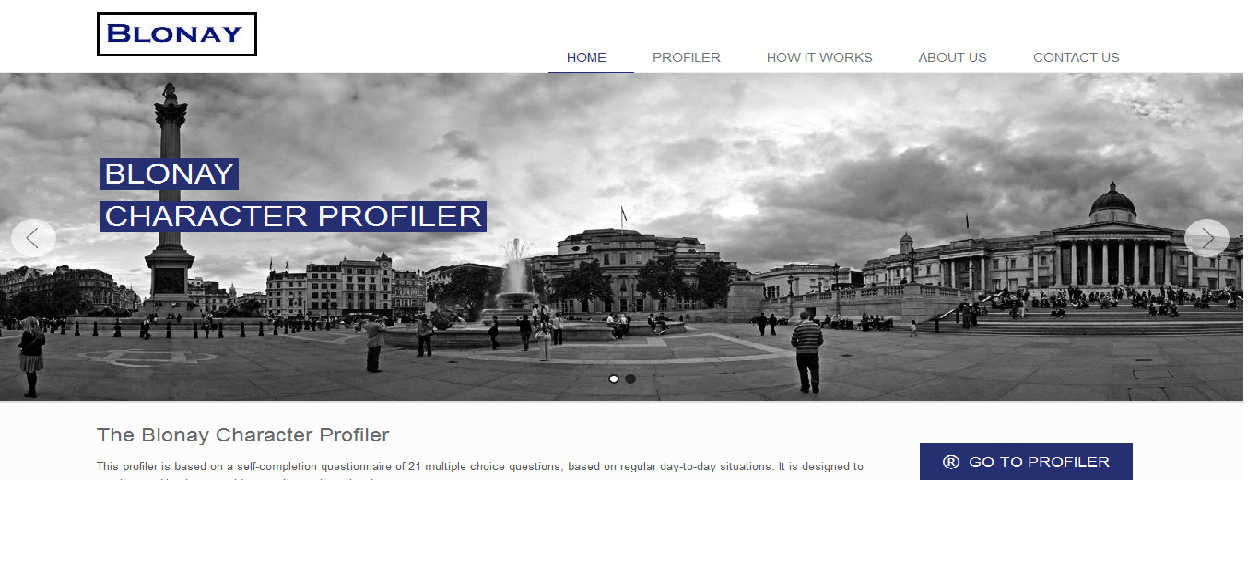 BLONAY
HOME PROFILER HOW IT WORKS ABOUT US CONTACT US
BLONAY
CHARACTER PROFILER
The Blonay Character Profiler
This profiler is based on a self-completion questionnaire of 21 multiple choice questions, based on regular day-to-day situations. It is designed to
® GO TO PROFILER